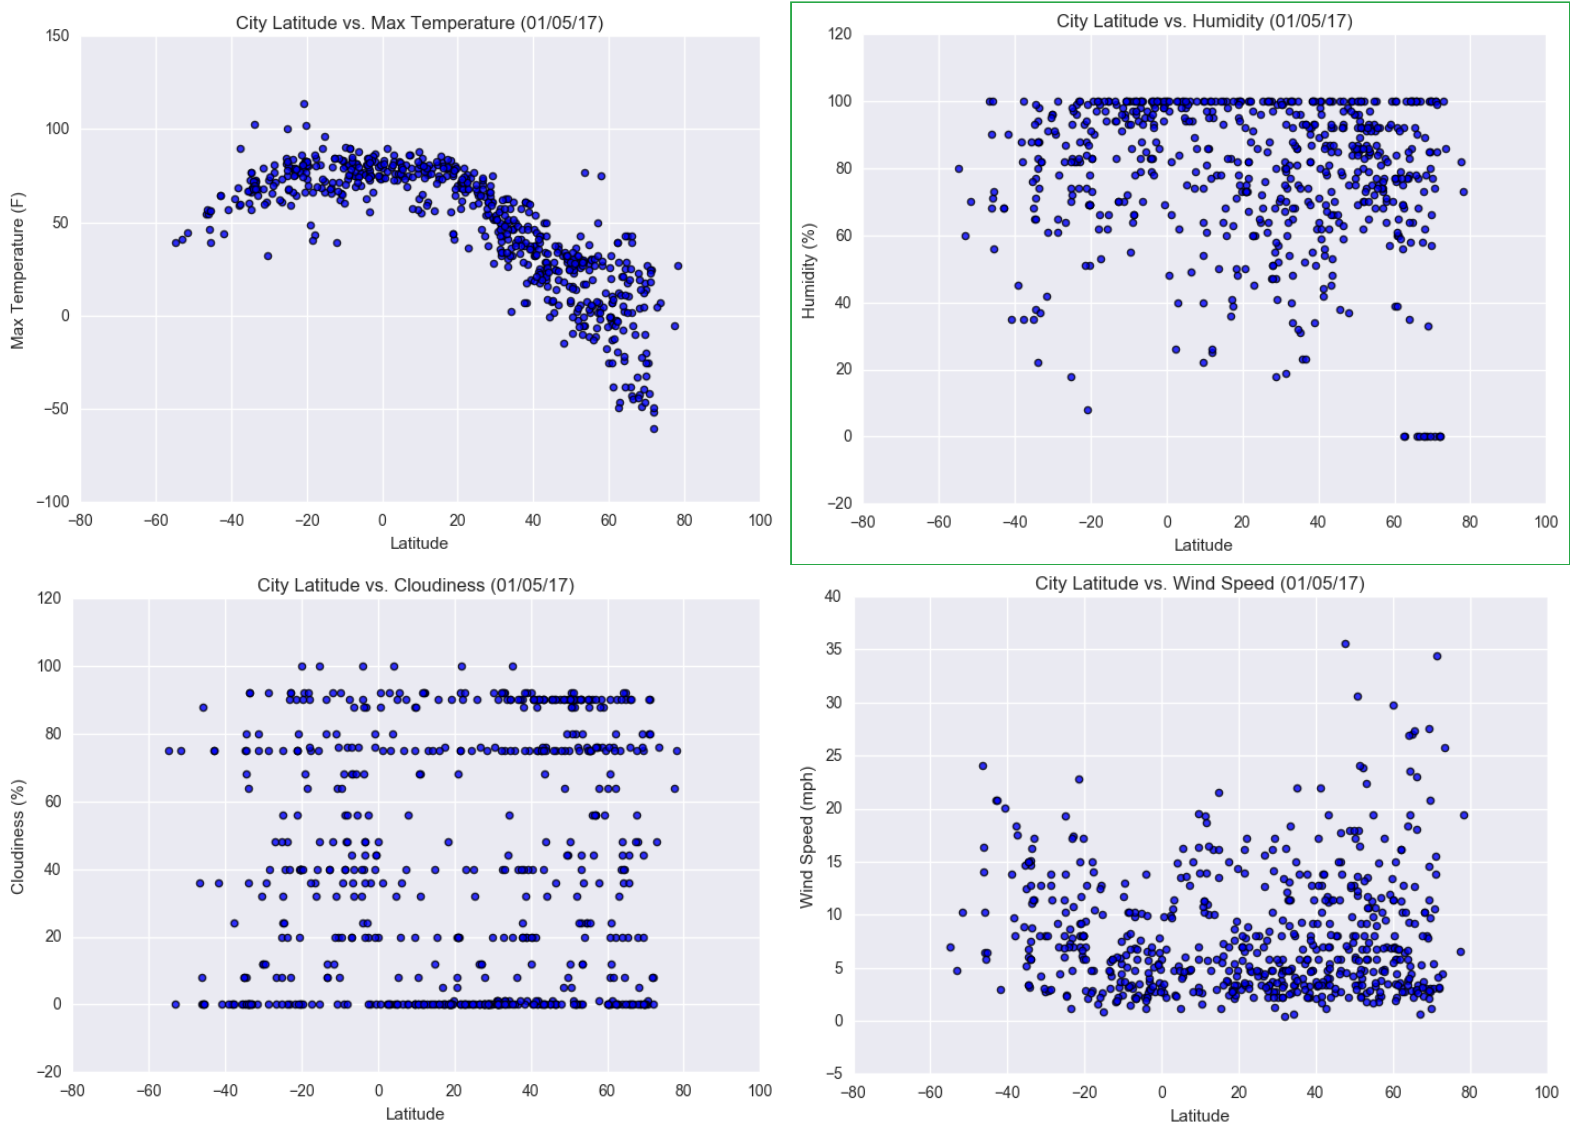 City Latitude vs. Max Temperature (01/05/17)
150
100
50
0
−50
−100
Max Temperature (F)
−80 −60 −40 −20 0 20 40 60 80 100
Latitude
City Latitude vs. Humidity (01/05/17)
120
100
80
60
40
20
0
−20
Humidity (%)
−80 −60 −40 −20 0 20 40 60 80 100
Latitude
City Latitude vs. Cloudiness (01/05/17)
120
100
80
60
40
20
0
−20
Cloudiness (%)
−80 −60 −40 −20 0 20 40 60 80 100
Latitude
City Latitude vs. Wind Speed (01/05/17)
40
35
30
25
20
15
10
5
0
−5
Wind Speed (mph)
−80 −60 −40 −20 0 20 40 60 80 100
Latitude